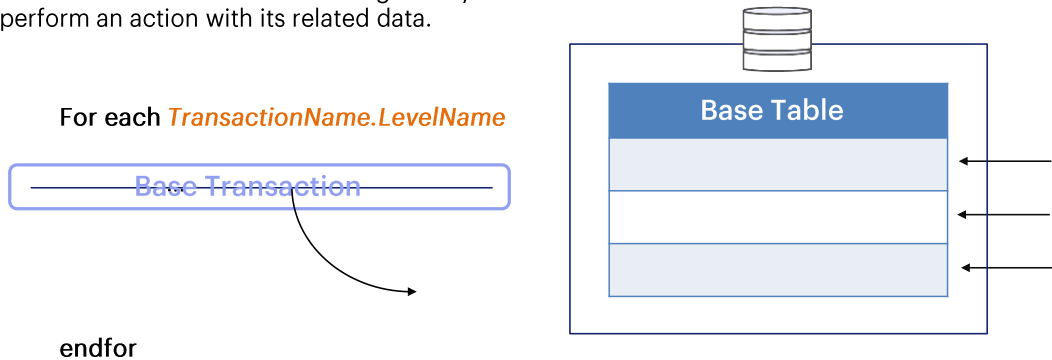 perform an action with its related data.
For each TransactionName.LevelName
Base Transaction
...
endfor
Base Table